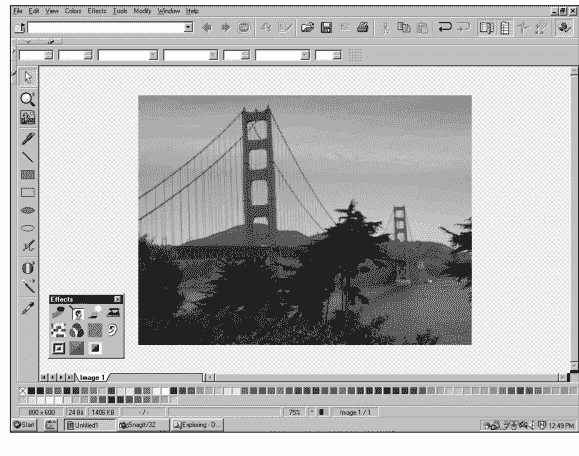 File Edit View Colors Effects Tools Modify Window Help
Effects
Image 1
800 x 600 24 Bit 1406 KB - / - 75% Image 1 / 1
Start Untitled1 SnagIt/32 Exploring - D... 12:49 PM